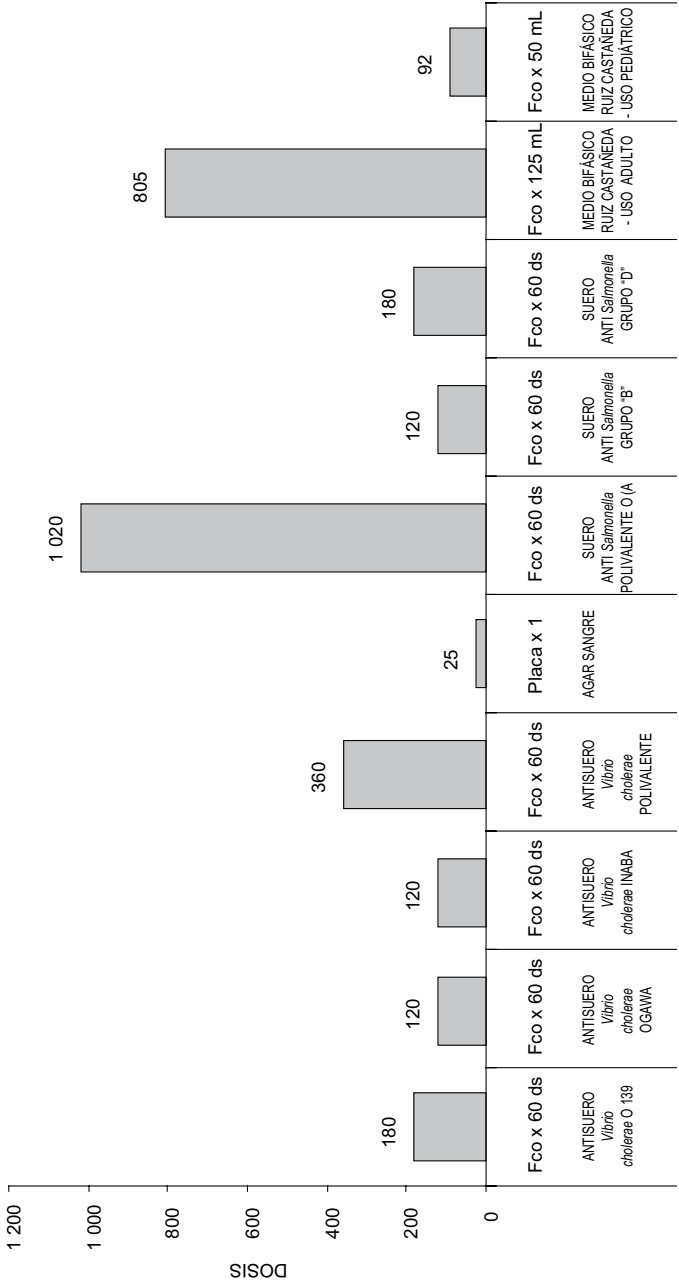 1 200
1 000
800
600
400
200
0
DOSIS
180
120
120
360
25
1 020
120
180
805
92
Fco x 60 ds
Fco x 60 ds
Fco x 60 ds
Fco x 60 ds
Placa x 1
Fco x 60 ds
Fco x 60 ds
Fco x 60 ds
Fco x 125 mL
Fco x 50 mL
ANTISUERO
Vibrio
cholerae O 139
ANTISUERO
Vibrio
cholerae
OGAWA
ANTISUERO
Vibrio
cholerae INABA
ANTISUERO
Vibrio
cholerae
POLIVALENTE
AGAR SANGRE
SUERO
ANTI Salmonella
POLIVALENTE O (A
SUERO
ANTI Salmonella
GRUPO "B"
SUERO
ANTI Salmonella
GRUPO "D"
MEDIO BIFÁSICO
RUIZ CASTAÑEDA
- USO ADULTO
MEDIO BIFÁSICO
RUIZ CASTAÑEDA
- USO PEDIÁTRICO